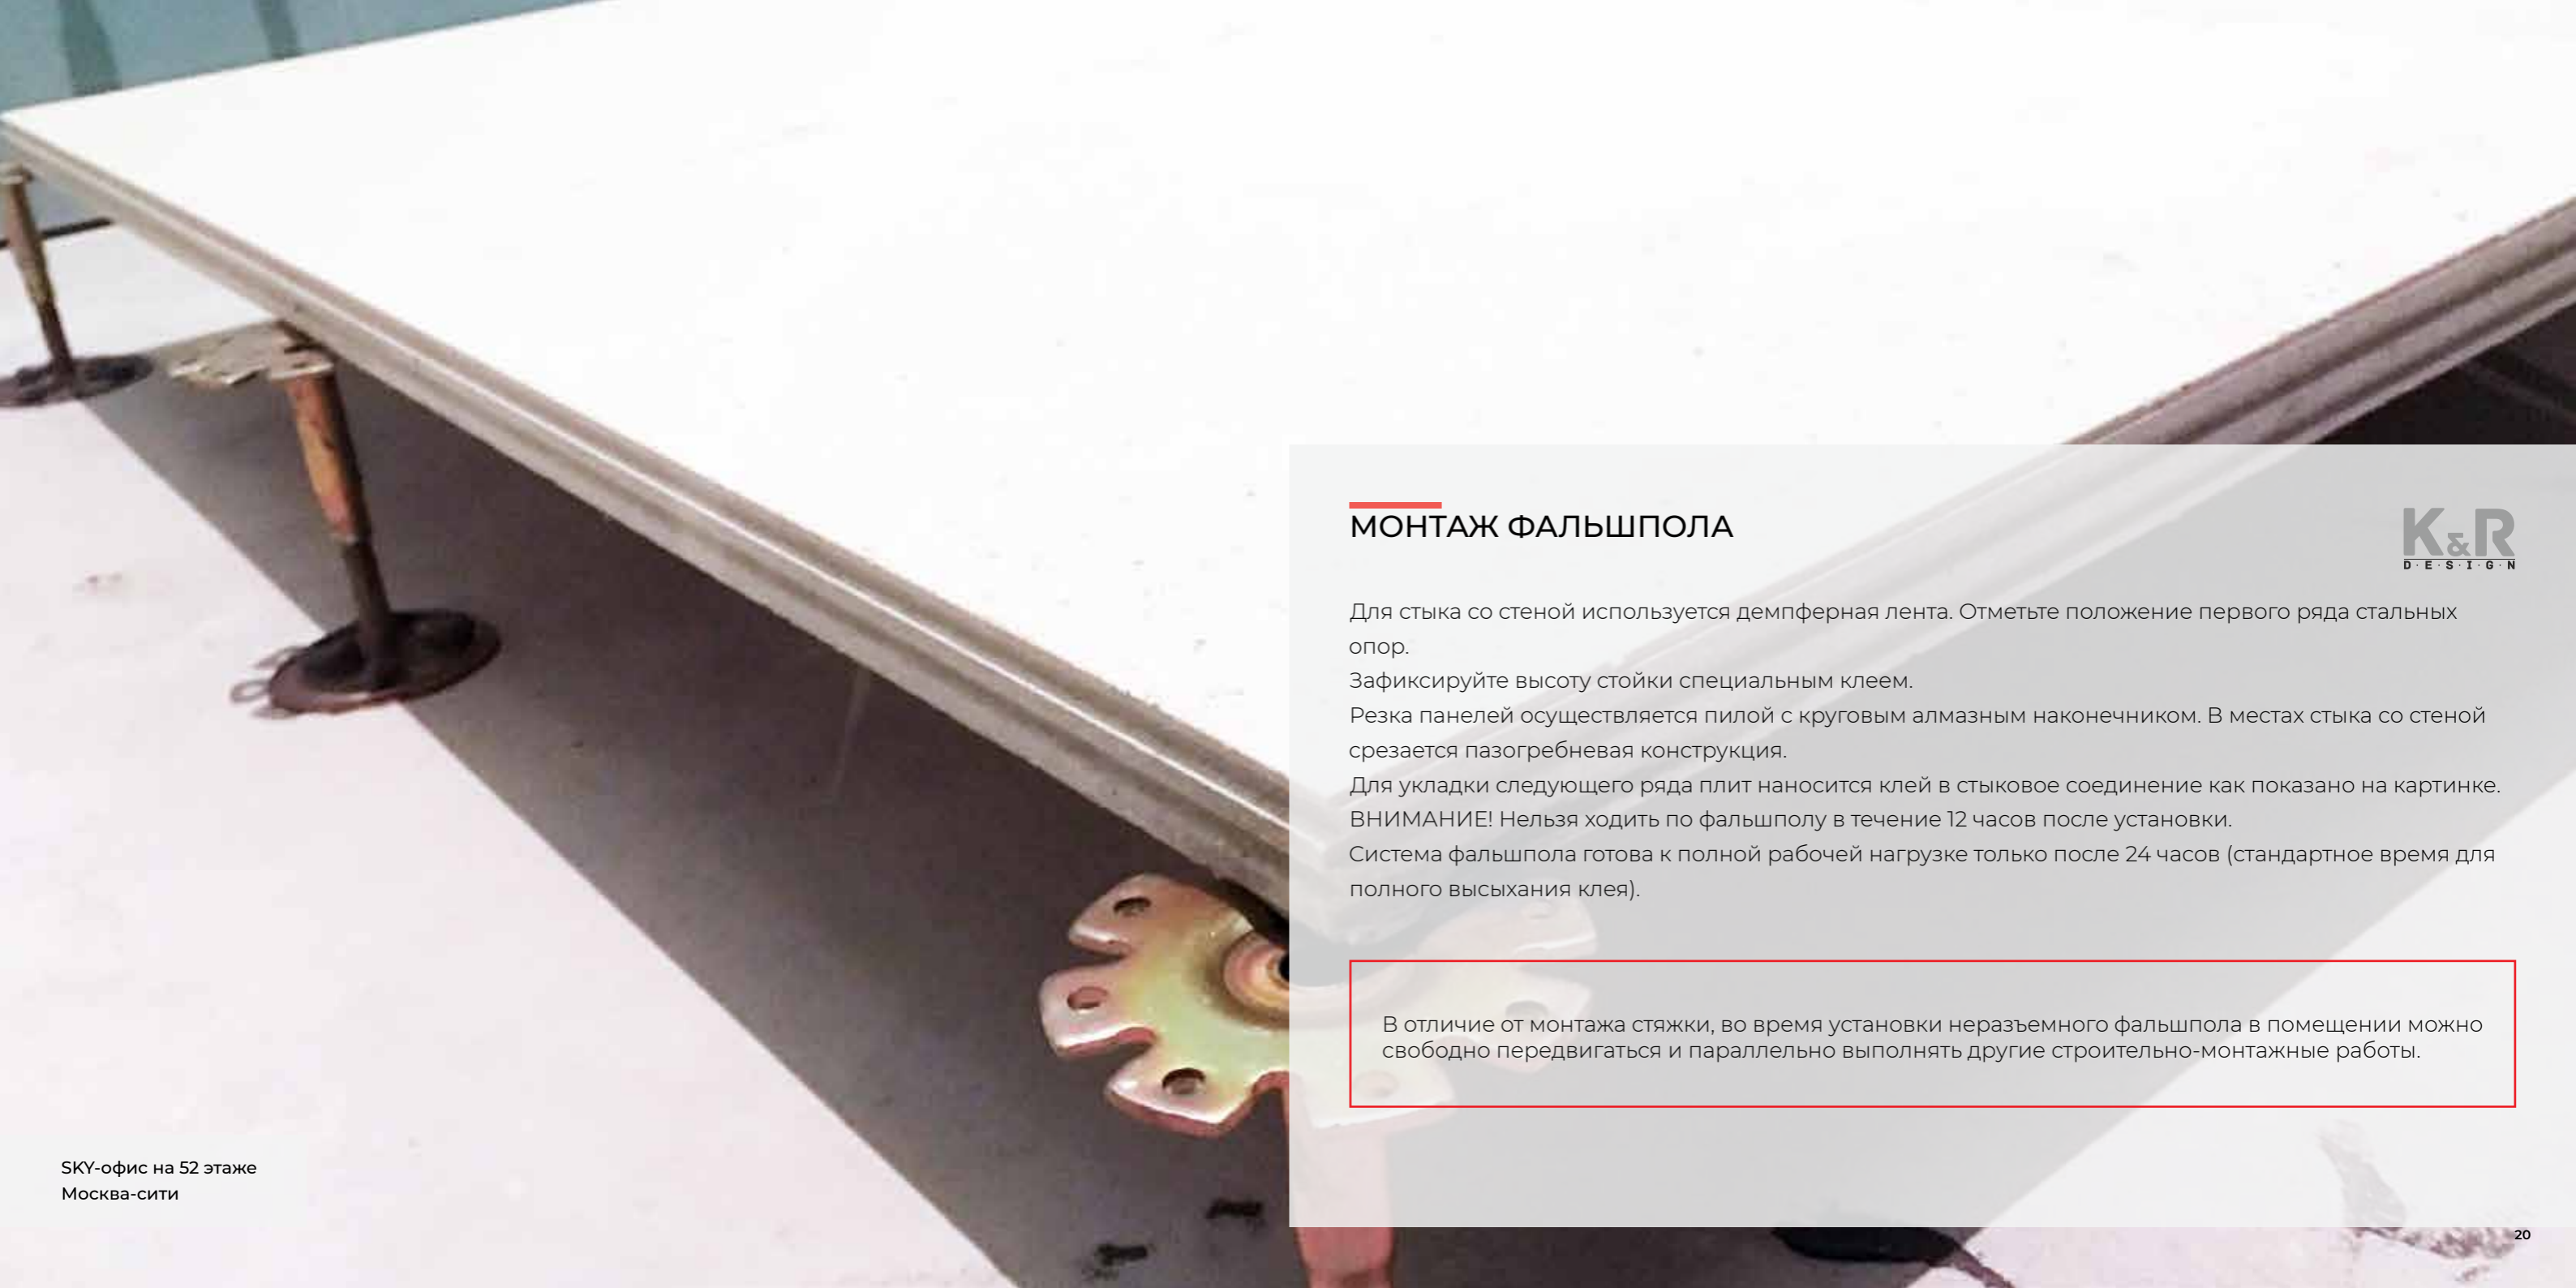 МОНТАЖ ФАЛЬШПОЛА
K&R
D·E·S·I·G·N
Для стыка со стеной используется демпферная лента. Отметьте положение первого ряда стальных
опор.
Зафиксируйте высоту стойки специальным клеем.
Резка панелей осуществляется пилой с круговым алмазным наконечником. В местах стыка со стеной
срезается пазогребневая конструкция.
Для укладки следующего ряда плит наносится клей в стыковое соединение как показано на картинке.
ВНИМАНИЕ! Нельзя ходить по фальшполу в течение 12 часов после установки.
Система фальшпола готова к полной рабочей нагрузке только после 24 часов (стандартное время для
полного высыхания клея).
В отличие от монтажа стяжки, во время установки неразъемного фальшпола в помещении можно
свободно передвигаться и параллельно выполнять другие строительно-монтажные работы.
SKY-офис на 52 этаже
Москва-сити
20